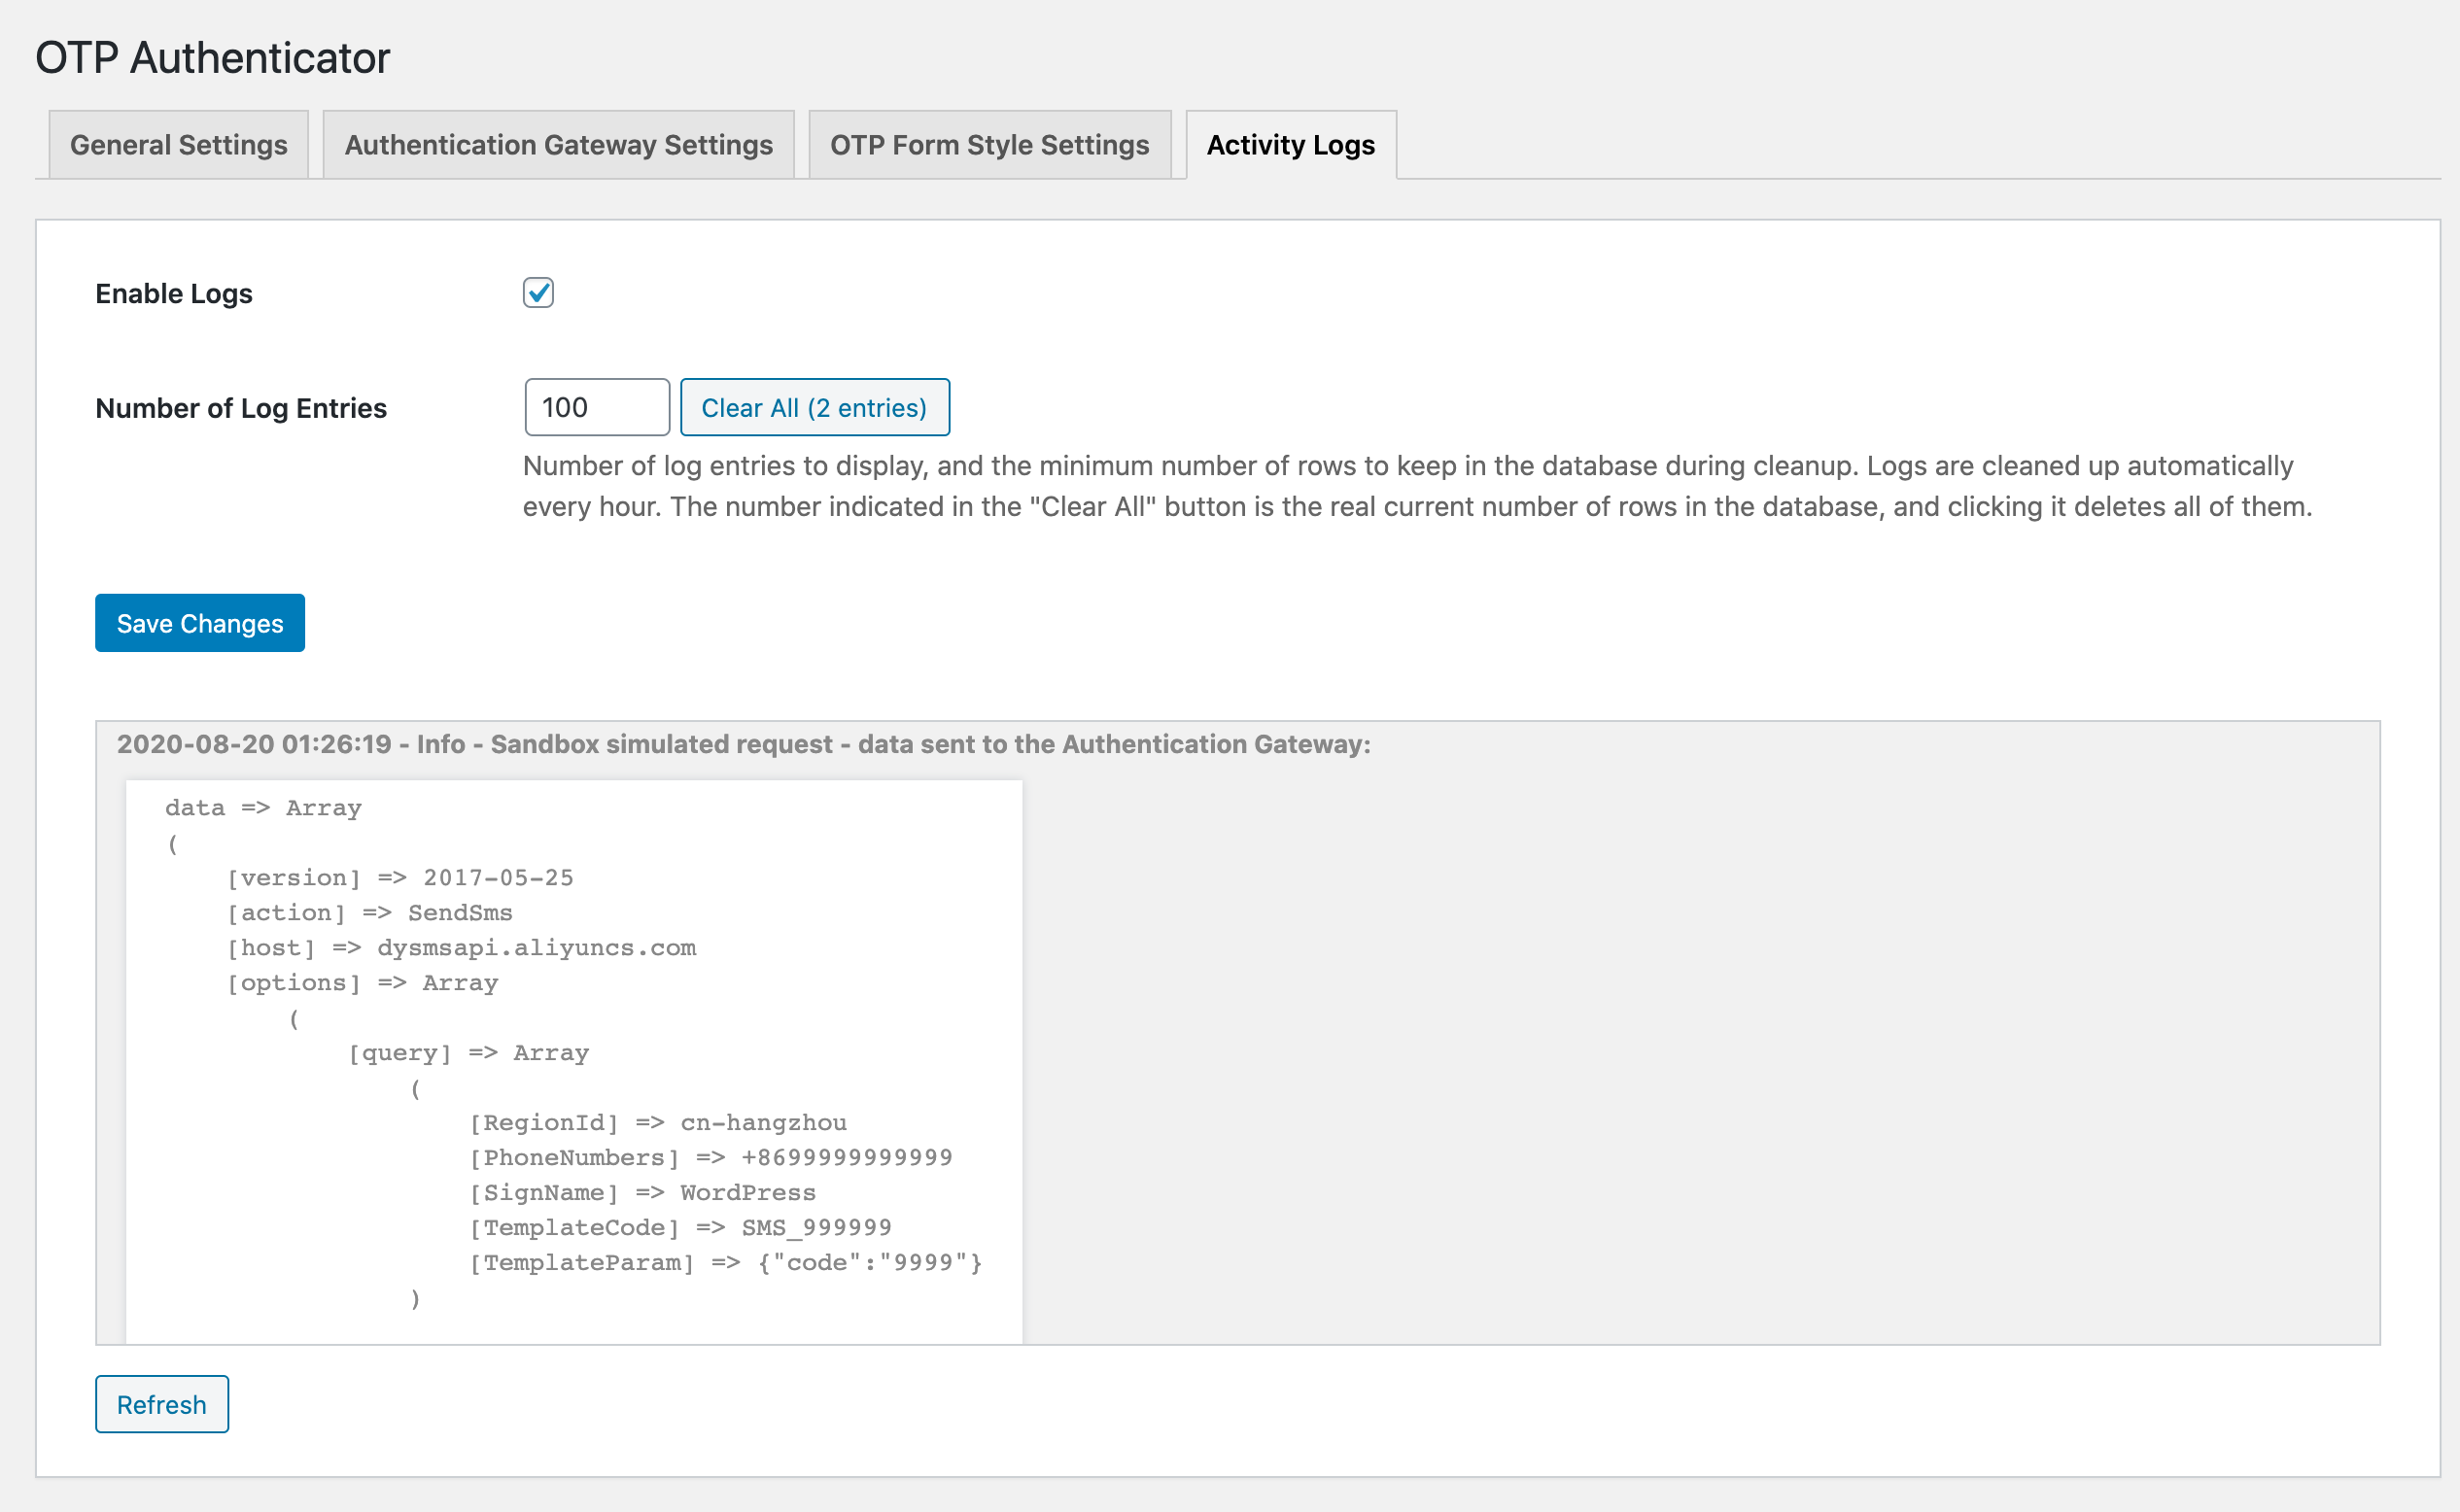 OTP Authenticator
General Settings
Authentication Gateway Settings
OTP Form Style Settings
Activity Logs
Enable Logs
Number of Log Entries
100
Clear All (2 entries)
Number of log entries to display, and the minimum number of rows to keep in the database during cleanup. Logs are cleaned up automatically
every hour. The number indicated in the "Clear All" button is the real current number of rows in the database, and clicking it deletes all of them.
Save Changes
2020-08-20 01:26:19 - Info - Sandbox simulated request - data sent to the Authentication Gateway:
data => Array
(
    [version] => 2017-05-25
    [action] => SendSms
    [host] => dysmsapi.aliyuncs.com
    [options] => Array
        (
            [query] => Array
                (
                    [RegionId] => cn-hangzhou
                    [PhoneNumbers] => +8699999999999
                    [SignName] => WordPress
                    [TemplateCode] => SMS_999999
                    [TemplateParam] => {"code":"9999"}
                )
Refresh